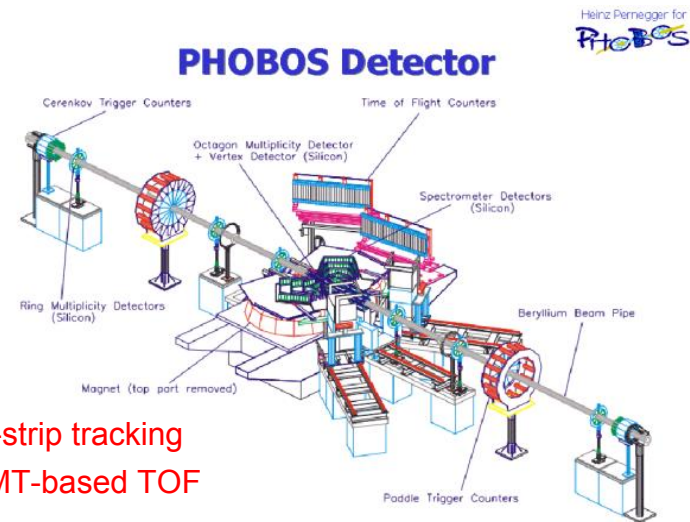 Heinz Pernegger for
PHOBOS
PHOBOS Detector
Cerenkov Trigger Counters
Time of Flight Counters
Octagon Multiplicity Detector
+ Vertex Detector (Silicon)
Spectrometer Detectors
(Silicon)
Ring Multiplicity Detectors
(Silicon)
Beryllium Beam Pipe
Magnet (top part removed)
-strip tracking
MT-based TOF
Paddle Trigger Counters